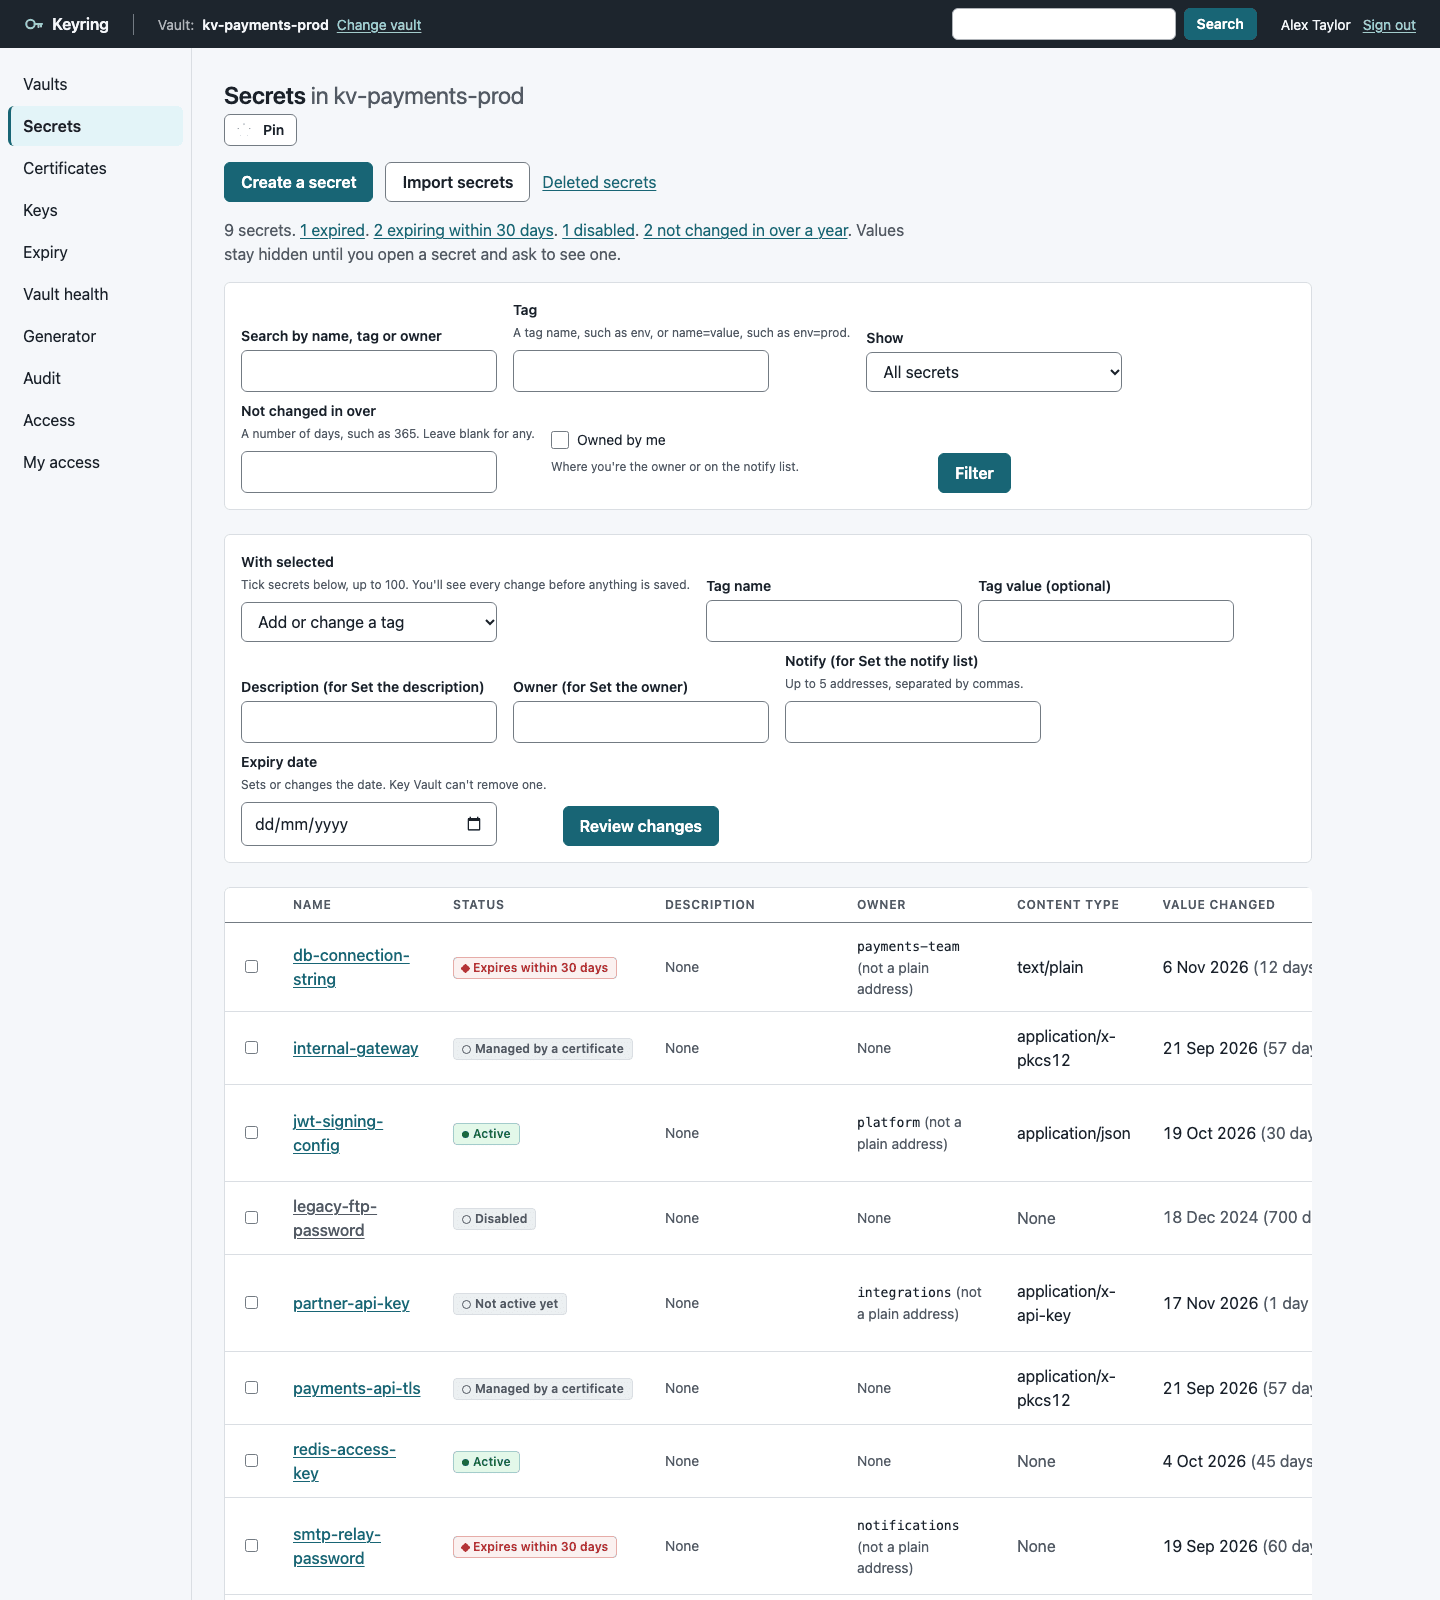 Keyring
Vault: kv-payments-prod Change vault
Search
Alex Taylor Sign out
Vaults
Secrets
Certificates
Keys
Expiry
Vault health
Generator
Audit
Access
My access
Secrets in kv-payments-prod
Pin
Create a secret
Import secrets
Deleted secrets
9 secrets. 1 expired. 2 expiring within 30 days. 1 disabled. 2 not changed in over a year. Values
stay hidden until you open a secret and ask to see one.
Search by name, tag or owner
Tag
A tag name, such as env, or name=value, such as env=prod.
Show
All secrets
Not changed in over
A number of days, such as 365. Leave blank for any.
Owned by me
Where you're the owner or on the notify list.
Filter
With selected
Tick secrets below, up to 100. You'll see every change before anything is saved.
Add or change a tag
Tag name
Tag value (optional)
Description (for Set the description)
Owner (for Set the owner)
Notify (for Set the notify list)
Up to 5 addresses, separated by commas.
Expiry date
Sets or changes the date. Key Vault can't remove one.
dd/mm/yyyy
Review changes
NAME STATUS DESCRIPTION OWNER CONTENT TYPE VALUE CHANGED
db-connection-
string
Expires within 30 days
None
payments-team
(not a plain
address)
text/plain
6 Nov 2026 (12 days
internal-gateway
Managed by a certificate
None
None
application/x-
pkcs12
21 Sep 2026 (57 day
jwt-signing-
config
Active
None
platform (not a
plain address)
application/json
19 Oct 2026 (30 day
legacy-ftp-
password
Disabled
None
None
None
18 Dec 2024 (700 d
partner-api-key
Not active yet
None
integrations (not
a plain address)
application/x-
api-key
17 Nov 2026 (1 day
payments-api-tls
Managed by a certificate
None
None
application/x-
pkcs12
21 Sep 2026 (57 day
redis-access-
key
Active
None
None
None
4 Oct 2026 (45 days
smtp-relay-
password
Expires within 30 days
None
notifications
(not a plain
address)
None
19 Sep 2026 (60 day